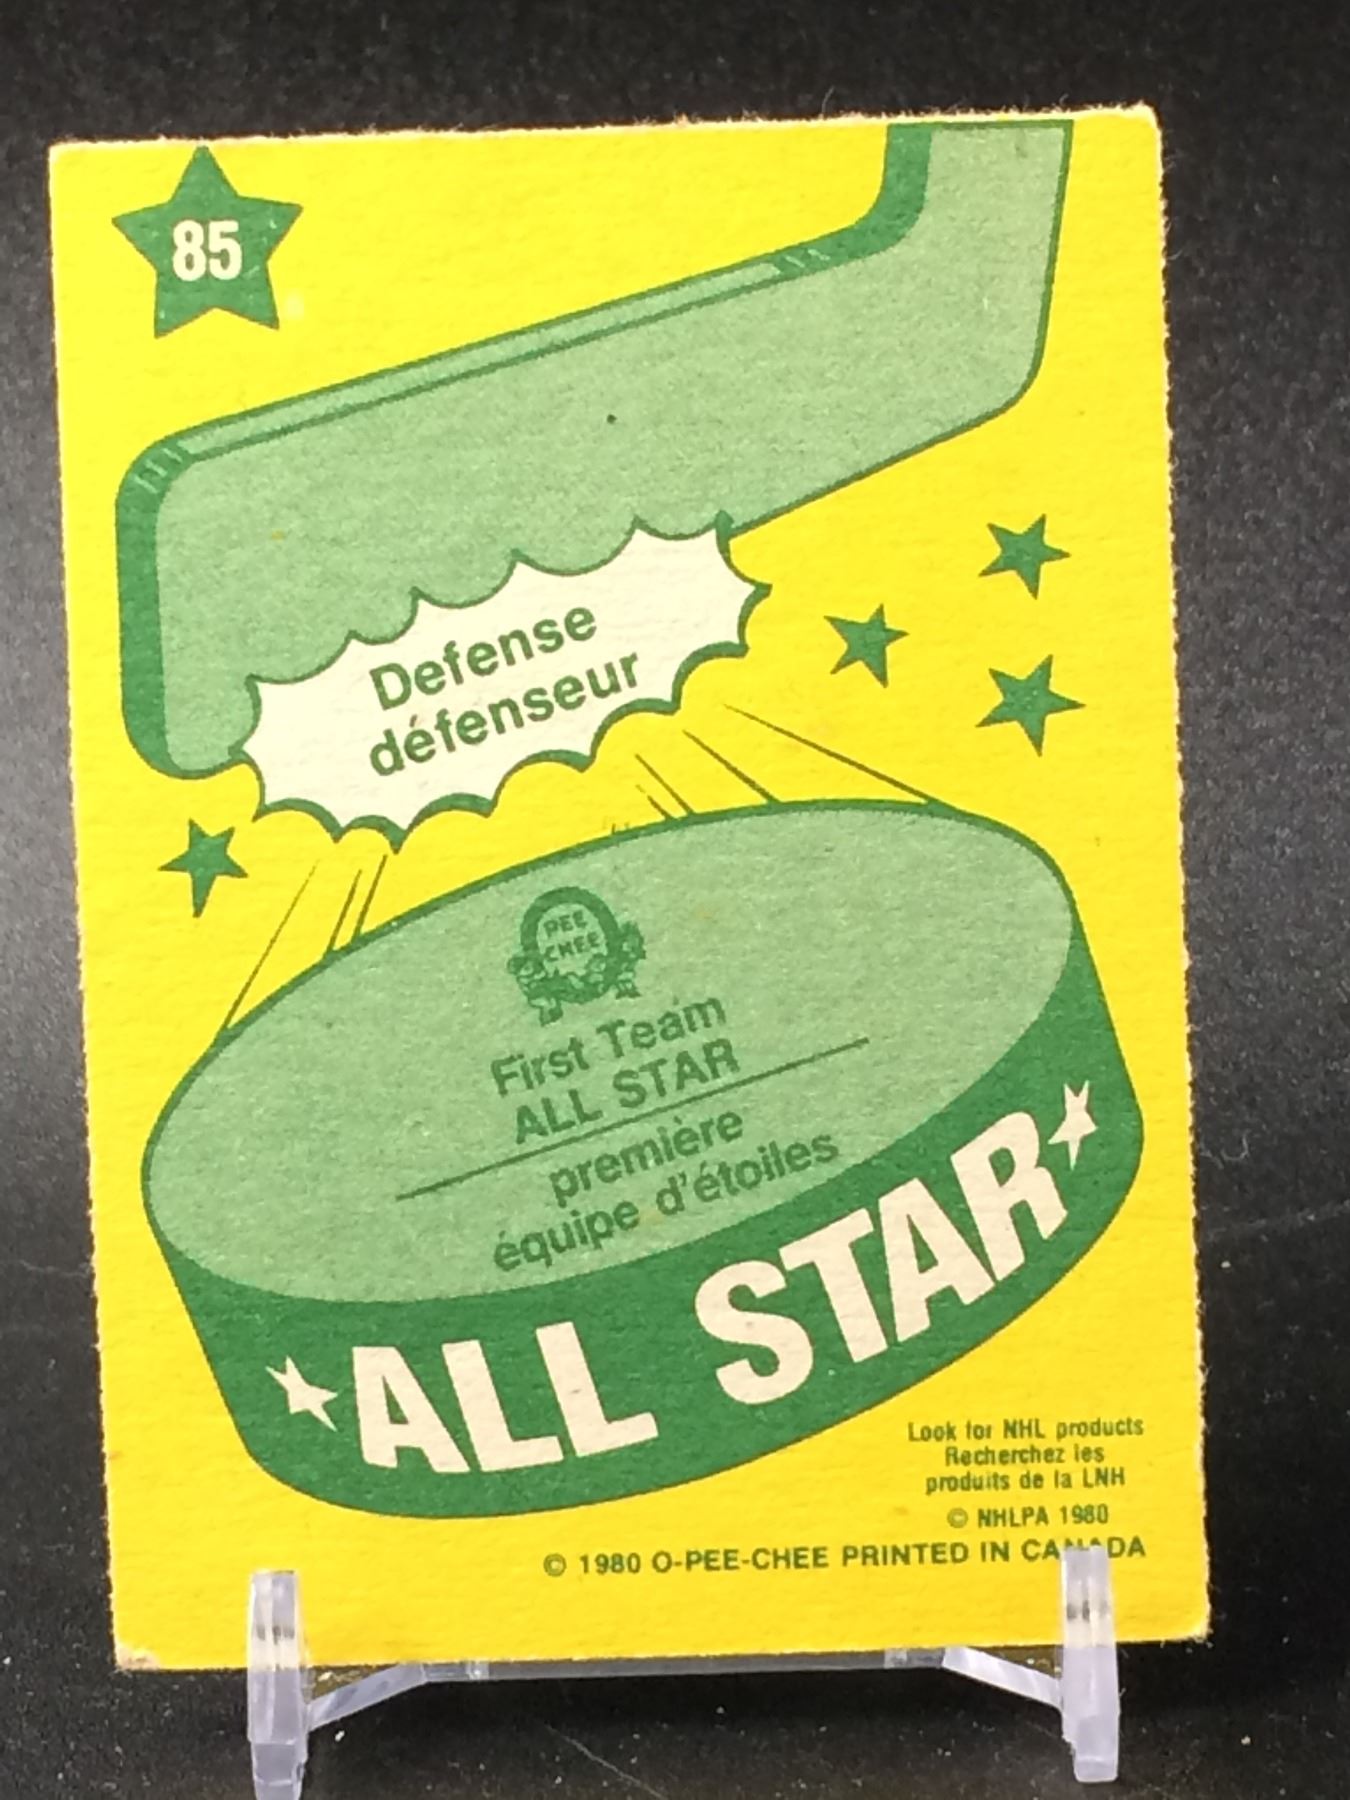 85
Defense
défenseur
PEE
CHEE
First Team
ALL STAR
première
équipe d'étoiles
ALL STAR
Look for NHL products
Recherchez les
produits de la LNH
© NHLPA 1980
© 1980 O-PEE-CHEE PRINTED IN CANADA